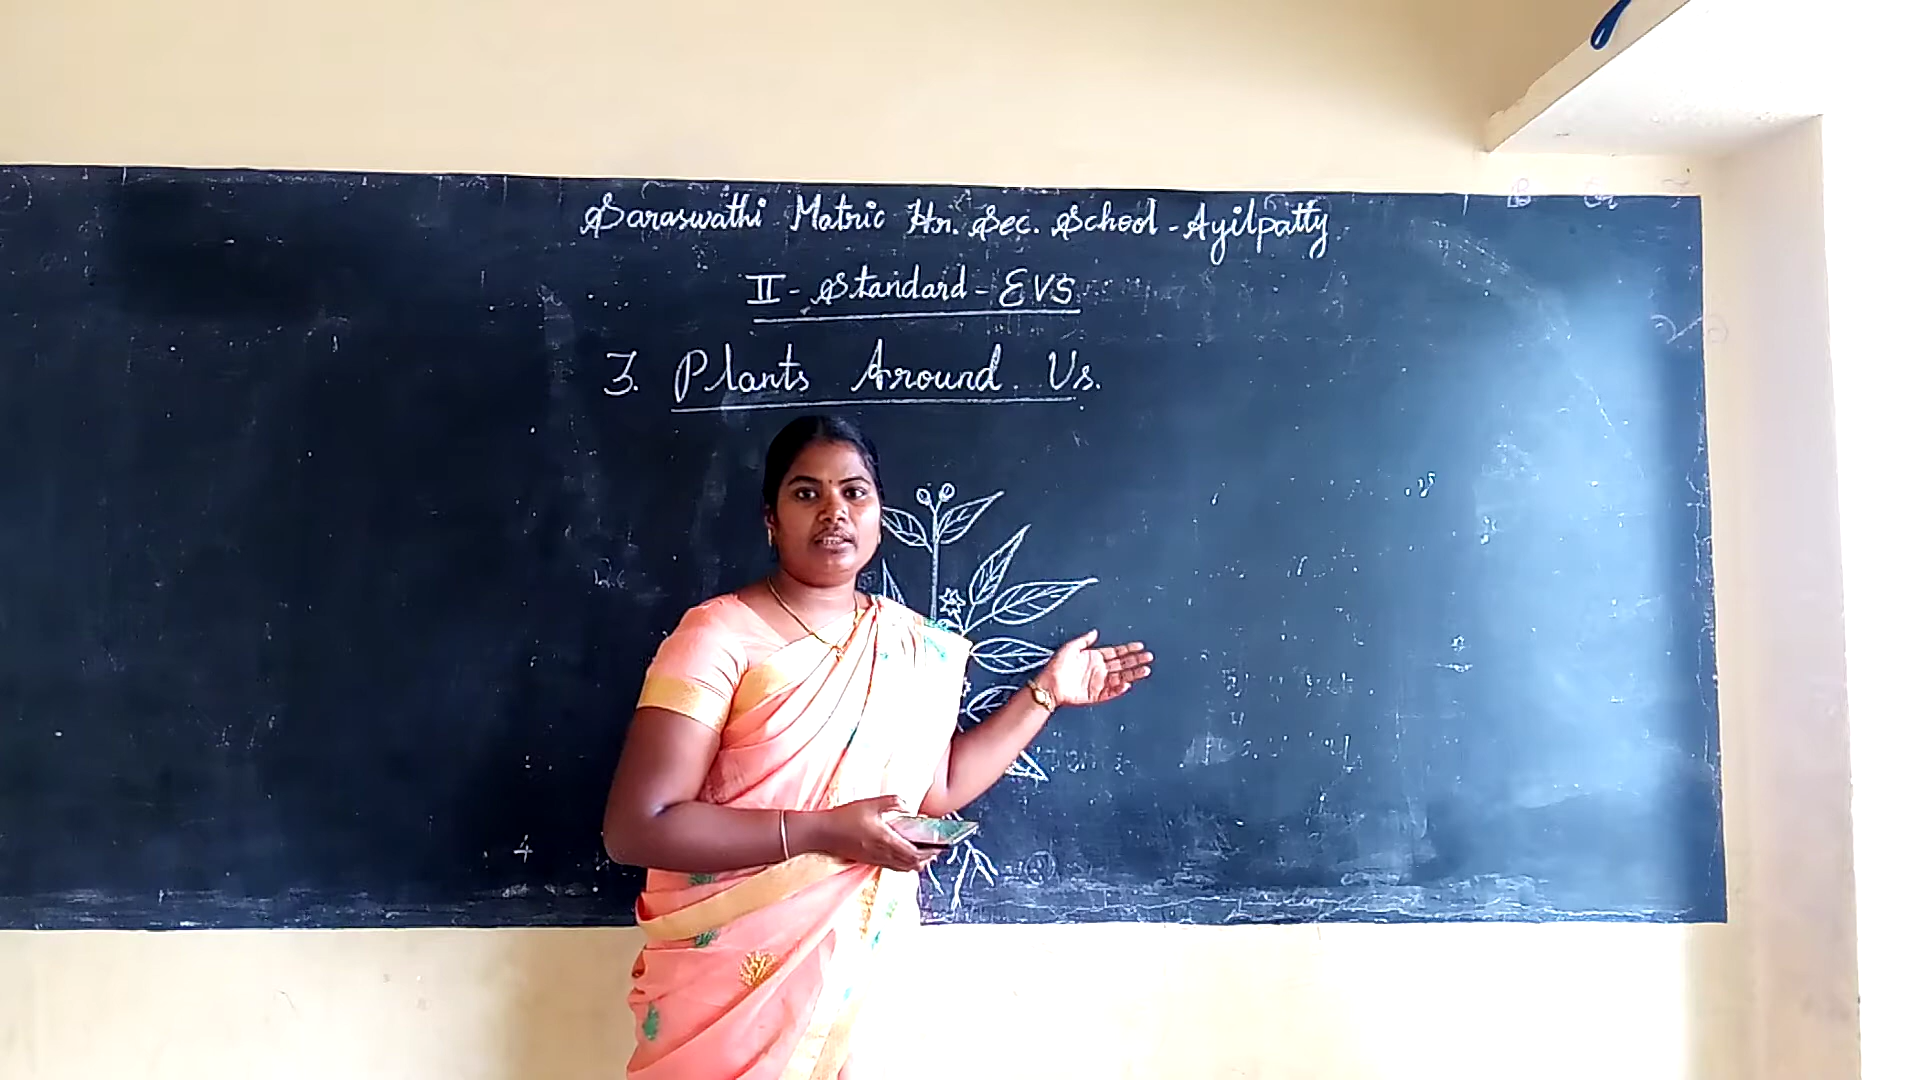 Saraswathi Matric Hr. Sec. School - Ayilpatty
II - Standard - EVS
3. Plants Around Us.